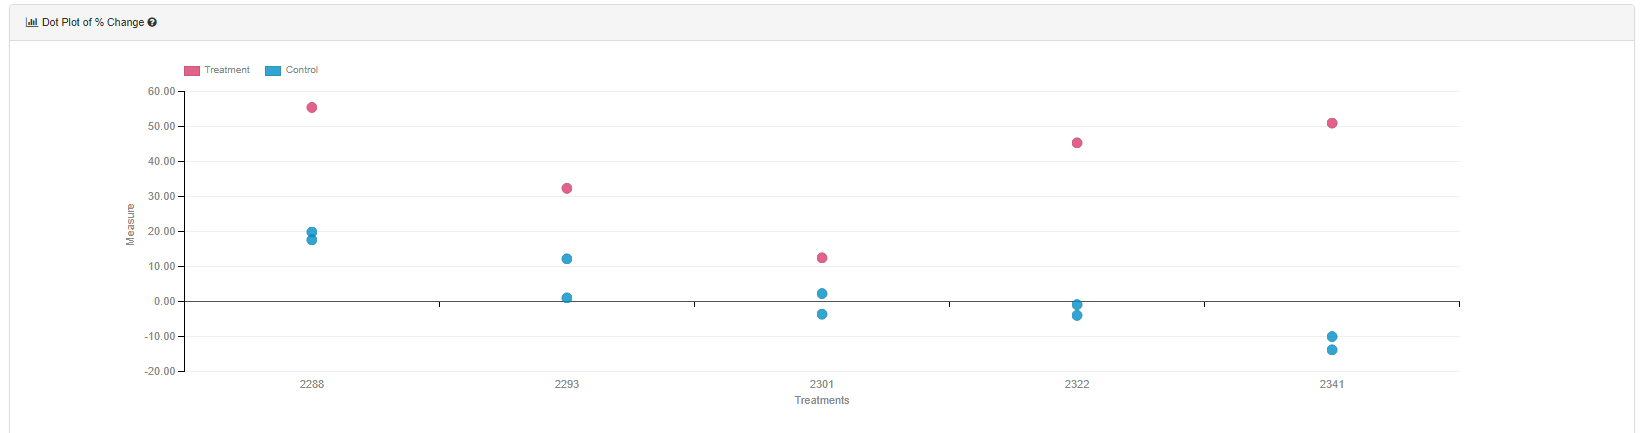 Dot Plot of % Change
Treatment Control
60.00
50.00
40.00
30.00
20.00
10.00
0.00
-10.00
-20.00
Measure
2288 2293 2301 2322 2341
Treatments